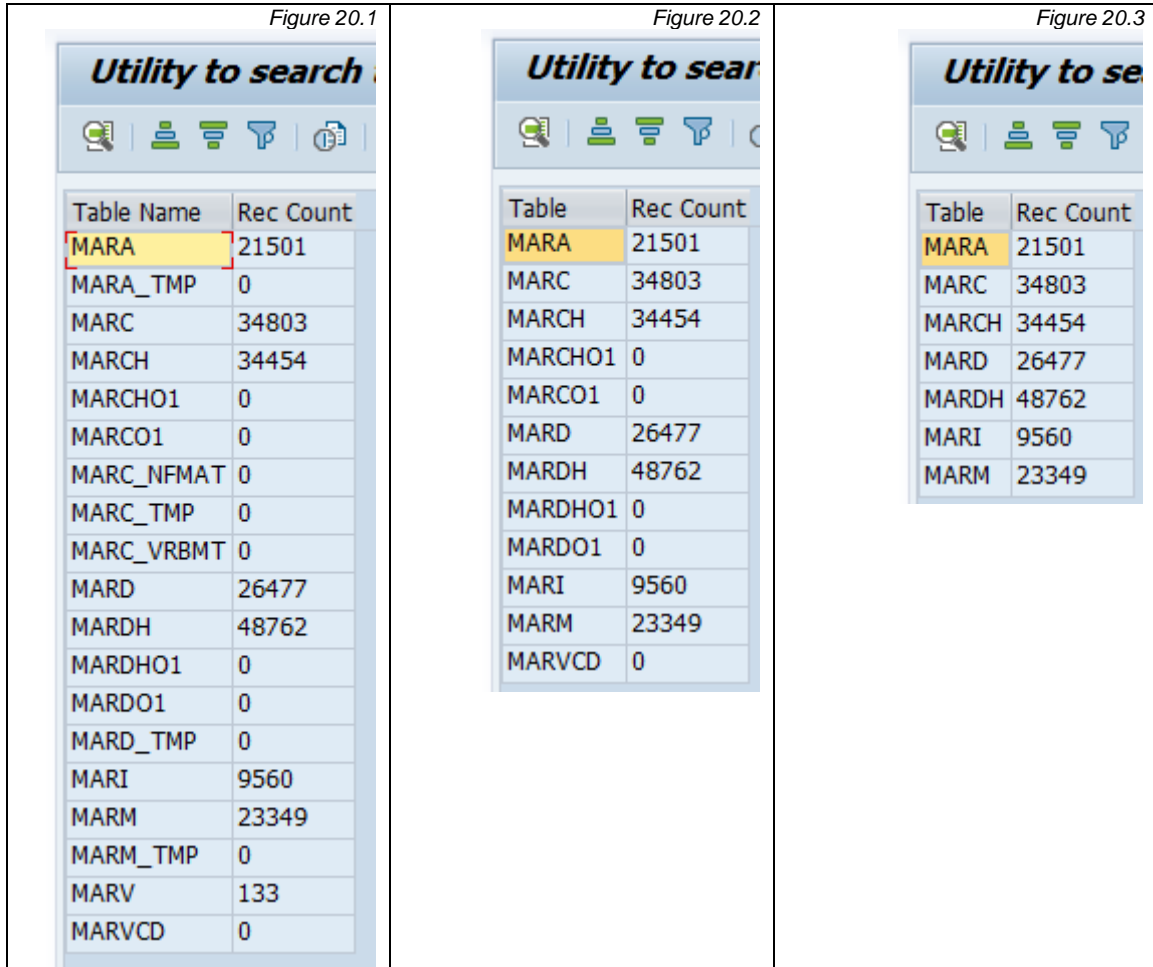 Figure 20.1
Utility to search
Table Name Rec Count
MARA 21501
MARA_TMP 0
MARC 34803
MARCH 34454
MARCHO1 0
MARCO1 0
MARC_NFMAT 0
MARC_TMP 0
MARC_VRBMT 0
MARD 26477
MARDH 48762
MARDHO1 0
MARDO1 0
MARD_TMP 0
MARI 9560
MARM 23349
MARM_TMP 0
MARV 133
MARVCD 0
Figure 20.2
Utility to sear
Table Rec Count
MARA 21501
MARC 34803
MARCH 34454
MARCHO1 0
MARCO1 0
MARD 26477
MARDH 48762
MARDHO1 0
MARDO1 0
MARI 9560
MARM 23349
MARVCD 0
Figure 20.3
Utility to se
Table Rec Count
MARA 21501
MARC 34803
MARCH 34454
MARD 26477
MARDH 48762
MARI 9560
MARM 23349